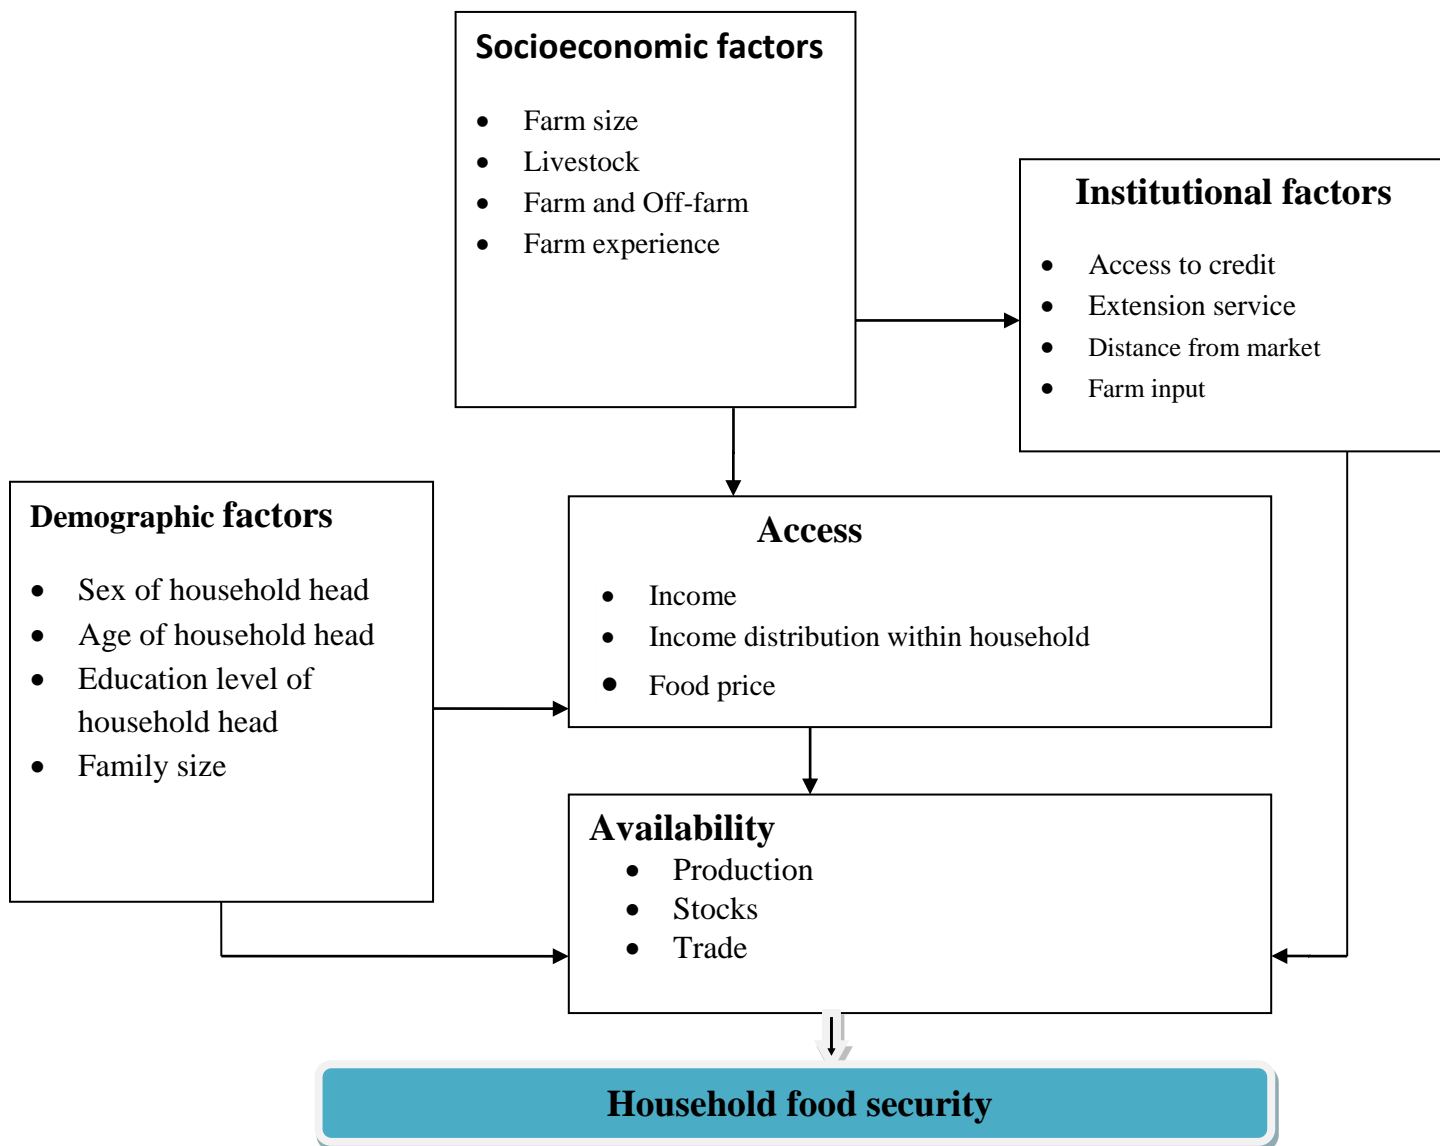 Socioeconomic factors
• Farm size
• Livestock
• Farm and Off-farm
• Farm experience
Institutional factors
• Access to credit
• Extension service
• Distance from market
• Farm input
Demographic factors
• Sex of household head
• Age of household head
• Education level of
household head
• Family size
Access
• Income
• Income distribution within household
• Food price
Availability
• Production
• Stocks
• Trade
Household food security